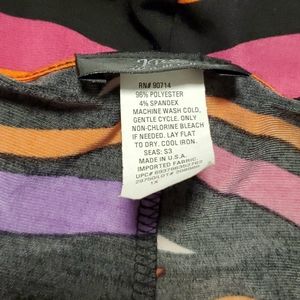 RN# 90714
96% POLYESTER
4% SPANDEX
MACHINE WASH COLD,
GENTLE CYCLE. ONLY
NON-CHLORINE BLEACH
IF NEEDED. LAY FLAT
TO DRY. COOL IRON.
SEAS: S3
MADE IN U.S.A.
IMPORTED FABRIC
1X